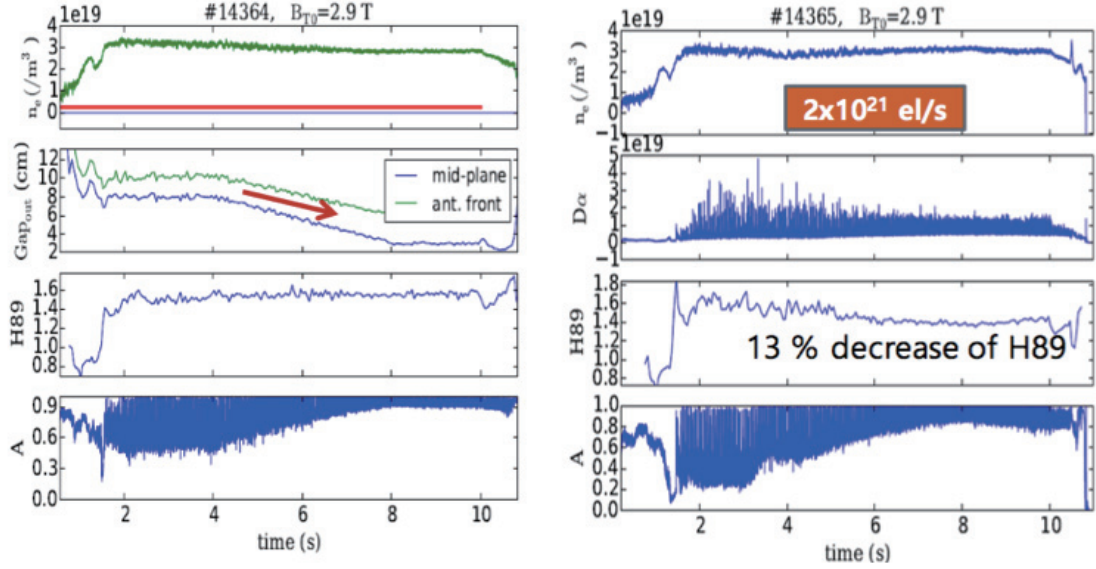 1e19
#14364, B_T0=2.9 T
n_e (/m³)
4
3
2
1
0
Gap_out (cm)
12
10
8
6
4
2
mid-plane
ant. front
H89
1.6
1.4
1.2
1.0
0.8
A
0.9
0.6
0.3
0.0
2 4 6 8 10
time (s)
1e19
#14365, B_T0=2.9 T
n_e (/m³)
4
3
2
1
0
−1
2x10²¹ el/s
1e19
Dα
5
4
3
2
1
0
−1
H89
1.8
1.6
1.4
1.2
1.0
0.8
13 % decrease of H89
A
1.0
0.8
0.6
0.4
0.2
0.0
2 4 6 8 10
time (s)